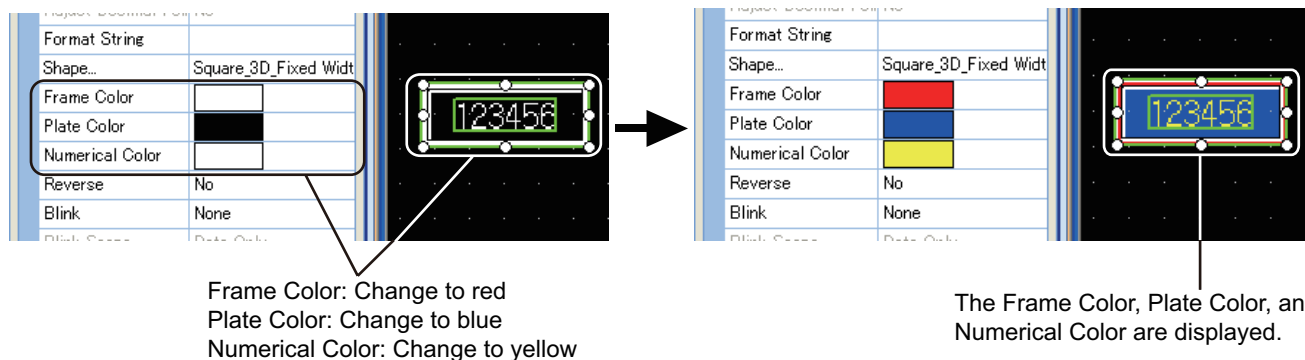 Format String
Shape... Square_3D_Fixed Widt
Frame Color
Plate Color
Numerical Color
Reverse No
Blink None
123456
Frame Color: Change to red
Plate Color: Change to blue
Numerical Color: Change to yellow
Format String
Shape... Square_3D_Fixed Widt
Frame Color
Plate Color
Numerical Color
Reverse No
Blink None
123456
The Frame Color, Plate Color, an
Numerical Color are displayed.